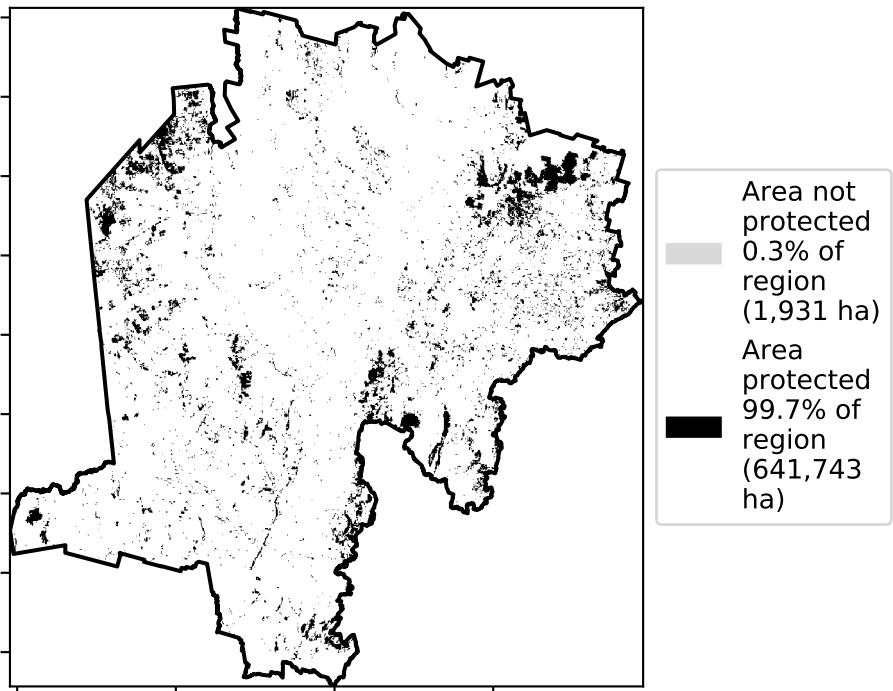 Area not
protected
0.3% of
region
(1,931 ha)
Area
protected
99.7% of
region
(641,743
ha)